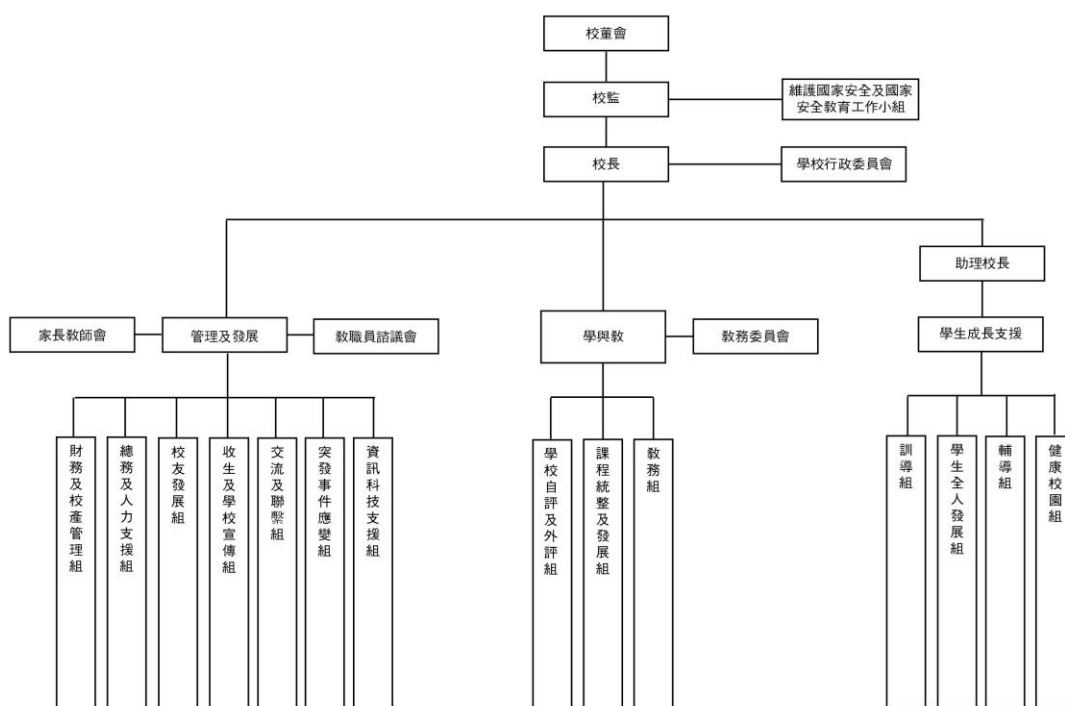 校董會
校監
維護國家安全及國家
安全教育工作小組
校長
學校行政委員會
助理校長
家長教師會
管理及發展
教職員諮議會
學與教
教務委員會
學生成長支援
財務及校產管理組
總務及人力支援組
校友發展組
收生及學校宣傳組
交流及聯繫組
突發事件應變組
資訊科技支援組
學校自評及外評組
課程統整及發展組
教務組
訓導組
學生全人發展組
輔導組
健康校園組